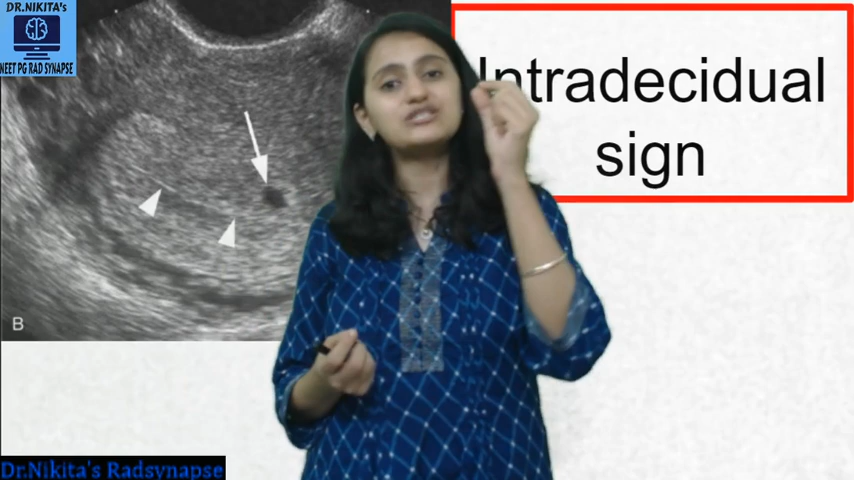 DR.NIKITA's
NEET PG RAD SYNAPSE
Intradecidual
sign
B
Dr.Nikita's Radsynapse